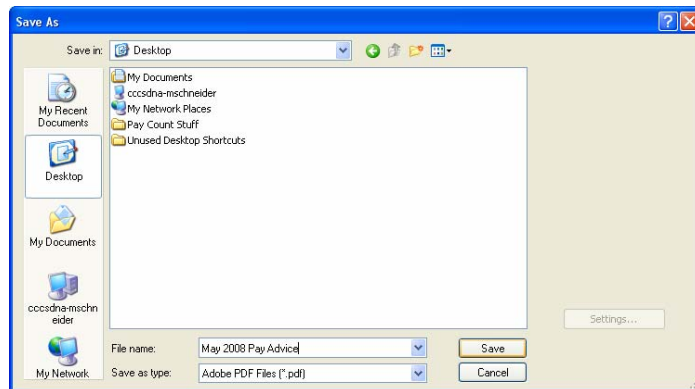 Save As
Save in: Desktop
My Recent
Documents
Desktop
My Documents
cccsdna-mschn
eider
My Network
My Documents
cccsdna-mschneider
My Network Places
Pay Count Stuff
Unused Desktop Shortcuts
Settings...
File name: May 2008 Pay Advice Save
Save as type: Adobe PDF Files (*.pdf) Cancel